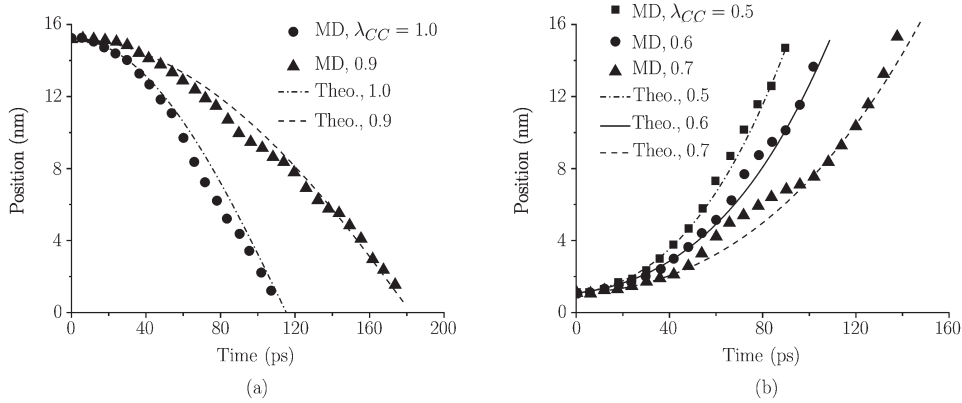 16
12
8
4
0
Position (nm)
0
40
80
120
160
200
Time (ps)
MD, λCC = 1.0
MD, 0.9
Theo., 1.0
Theo., 0.9
(a)
16
12
8
4
0
Position (nm)
0
40
80
120
160
Time (ps)
MD, λCC = 0.5
MD, 0.6
MD, 0.7
Theo., 0.5
Theo., 0.6
Theo., 0.7
(b)